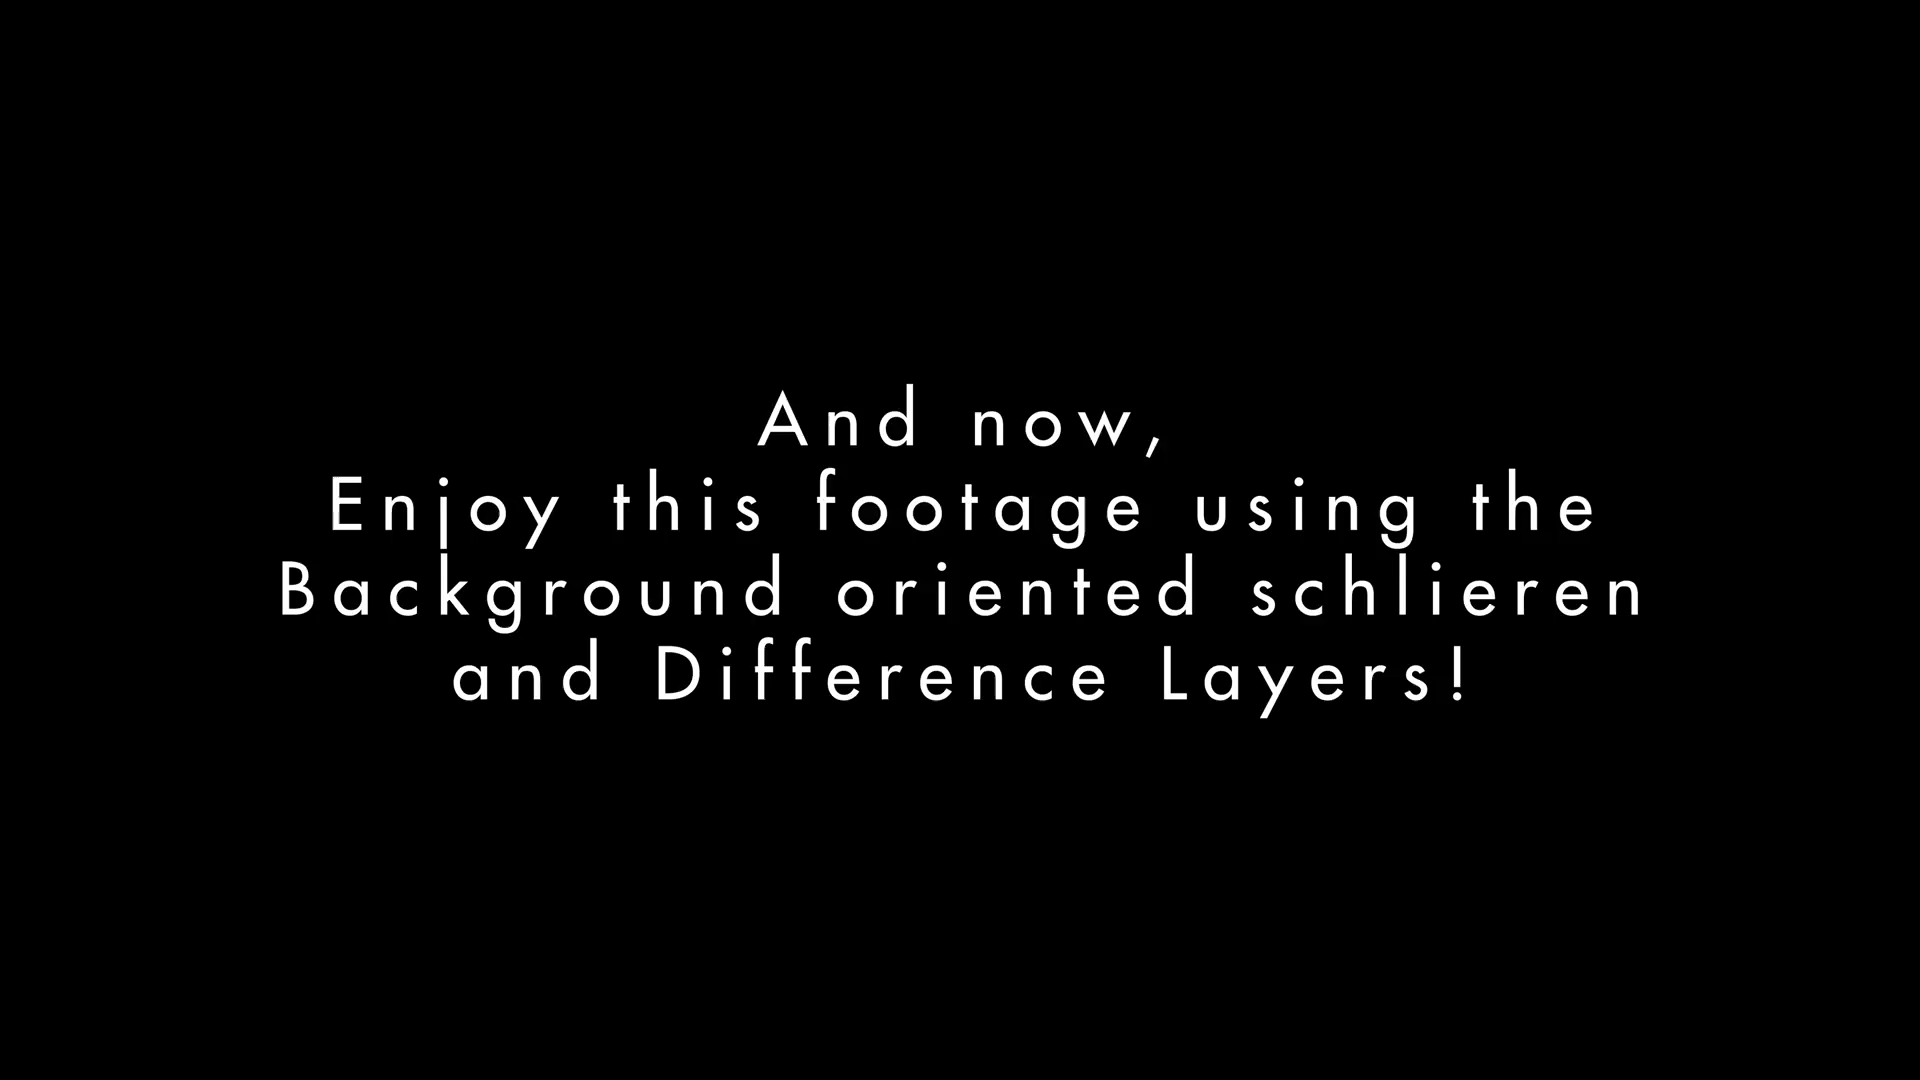 And now,
Enjoy this footage using the
Background oriented schlieren
and Difference Layers!